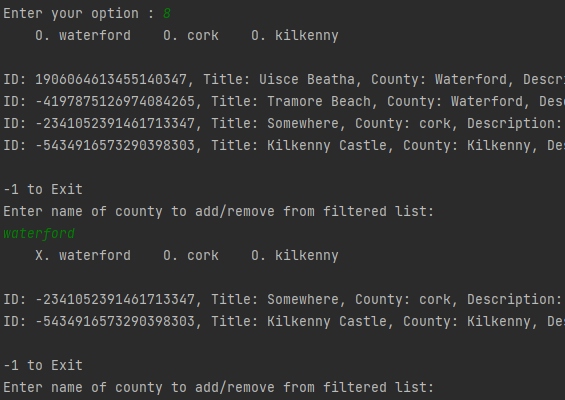 Enter your option : 8
O. waterford    O. cork    O. kilkenny
ID: 1906064613455140347, Title: Uisce Beatha, County: Waterford, Descri
ID: -4197875126974084265, Title: Tramore Beach, County: Waterford, Des
ID: -2341052391461713347, Title: Somewhere, County: cork, Description:
ID: -5434916573290398303, Title: Kilkenny Castle, County: Kilkenny, De
-1 to Exit
Enter name of county to add/remove from filtered list:
waterford
X. waterford    O. cork    O. kilkenny
ID: -2341052391461713347, Title: Somewhere, County: cork, Description:
ID: -5434916573290398303, Title: Kilkenny Castle, County: Kilkenny, De
-1 to Exit
Enter name of county to add/remove from filtered list: